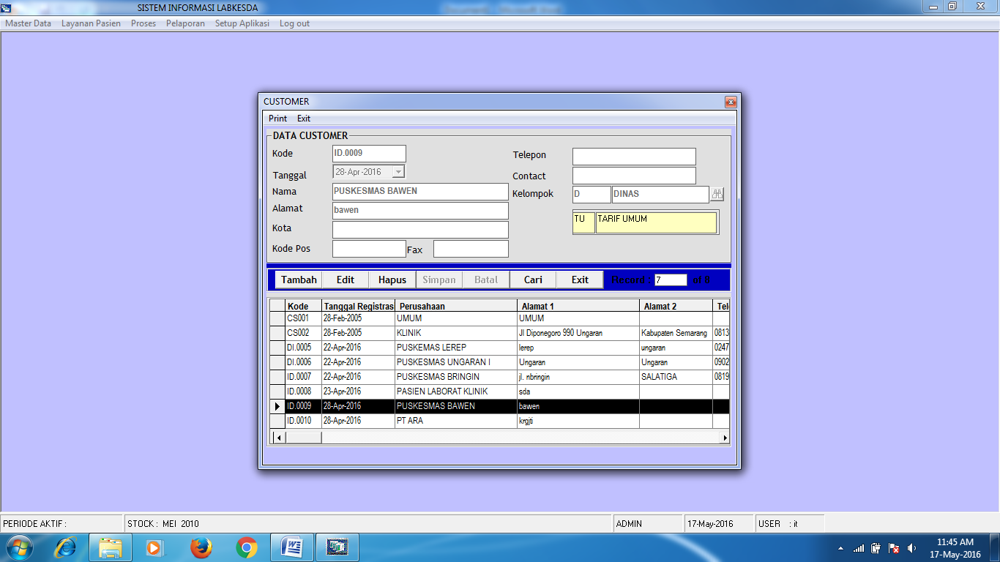 SISTEM INFORMASI LABKESDA
Master Data Layanan Pasien Proses Pelaporan Setup Aplikasi Log out
CUSTOMER
Print Exit
DATA CUSTOMER
Kode ID.0009
Tanggal 28-Apr-2016
Nama PUSKESMAS BAWEN
Alamat bawen
Kota
Kode Pos Fax
Telepon
Contact
Kelompok D DINAS
TU TARIF UMUM
Tambah Edit Hapus Simpan Batal Cari Exit Record : 7 of 8
Kode Tanggal Registras Perusahaan Alamat 1 Alamat 2 Tel
CS001 28-Feb-2005 UMUM UMUM
CS002 28-Feb-2005 KLINIK Jl Diponegoro 990 Ungaran Kabupaten Semarang 0813
DI.0005 22-Apr-2016 PUSKEMAS LEREP lerep ungaran 0247
DI.0006 22-Apr-2016 PUSKESMAS UNGARAN I Ungaran Ungaran 0902
ID.0007 22-Apr-2016 PUSKESMAS BRINGIN jl. nbringin SALATIGA 0819
ID.0008 23-Apr-2016 PASIEN LABORAT KLINIK sda
ID.0009 28-Apr-2016 PUSKESMAS BAWEN bawen
ID.0010 28-Apr-2016 PT ARA krgjti
PERIODE AKTIF : STOCK : MEI 2010 ADMIN 17-May-2016 USER : it
11:45 AM
17-May-2016